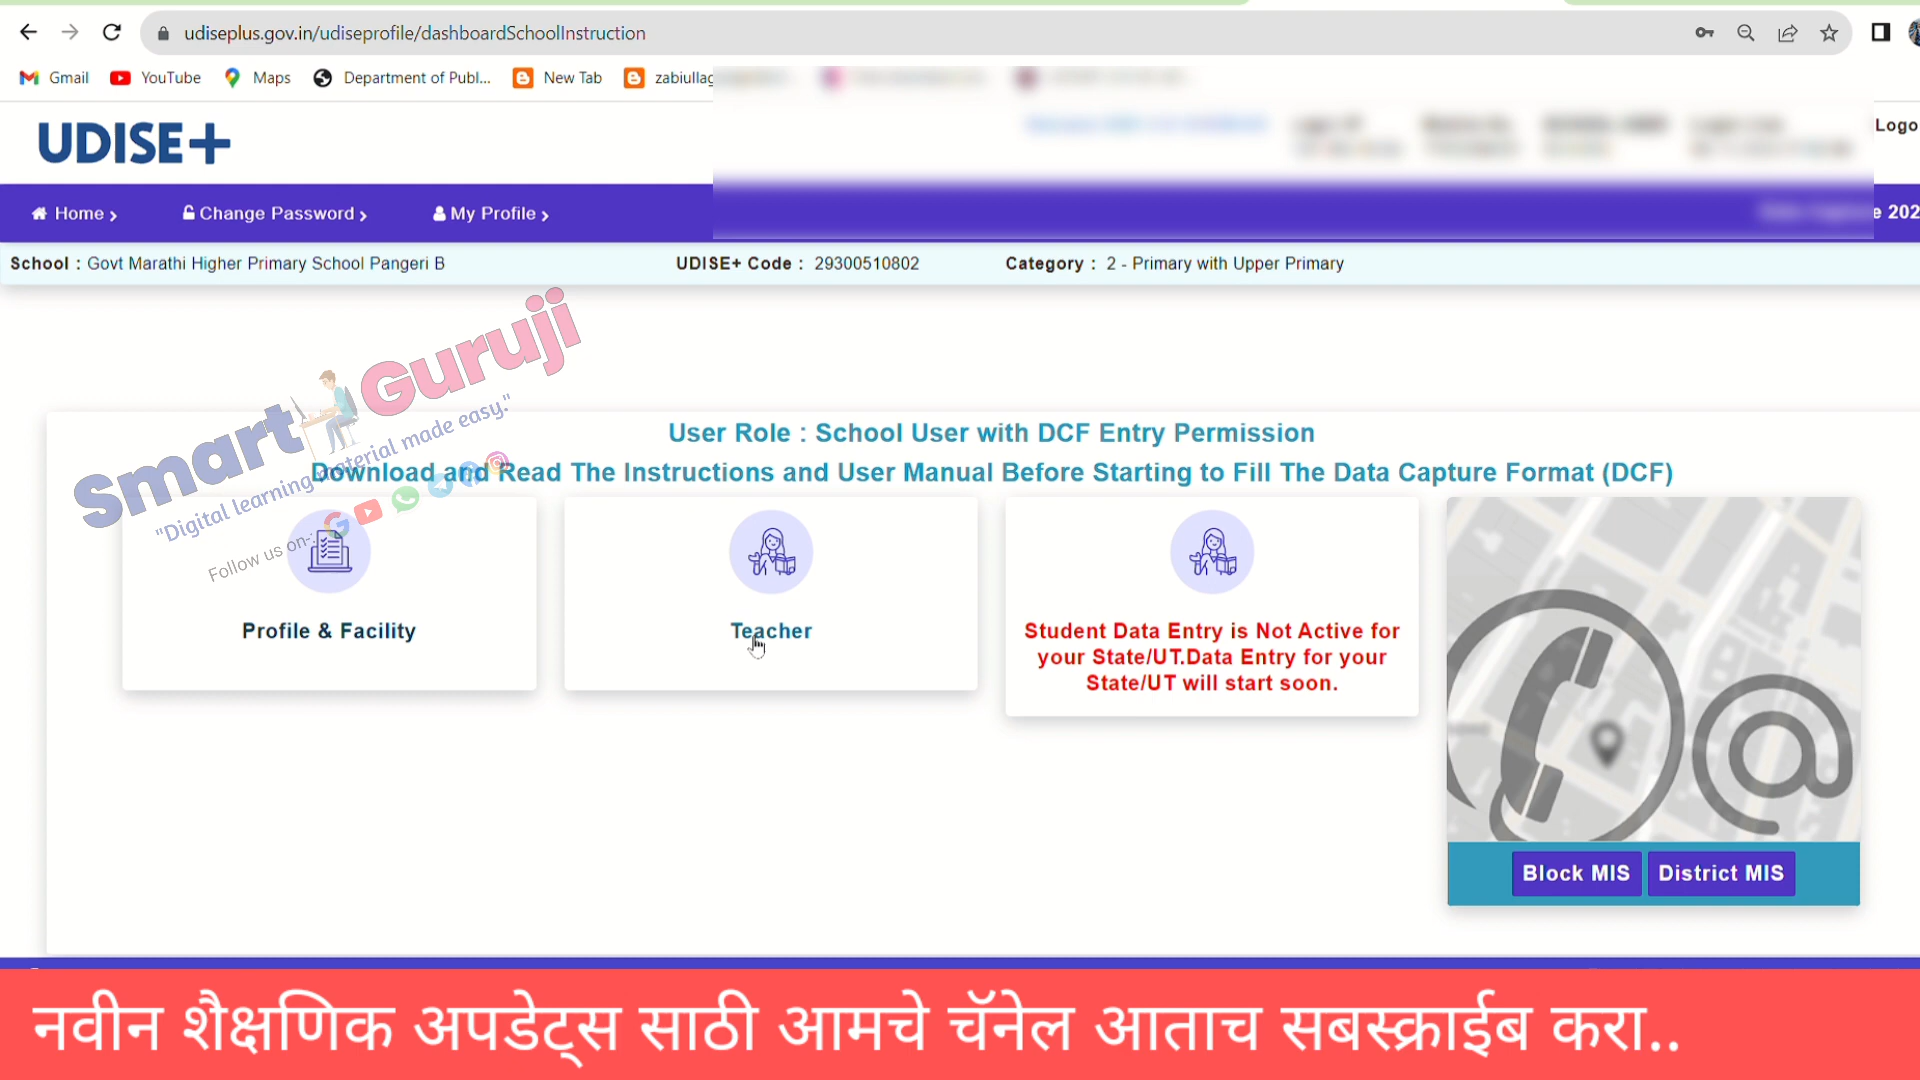 udiseplus.gov.in/udiseprofile/dashboardSchoolInstruction
Gmail YouTube Maps Department of Publ... New Tab zabiullag
UDISE+
Logo
Home Change Password My Profile
e 202
School : Govt Marathi Higher Primary School Pangeri B UDISE+ Code : 29300510802 Category : 2 - Primary with Upper Primary
Smart Guruji
"Digital learning material made easy."
Follow us on-:
User Role : School User with DCF Entry Permission
Download and Read The Instructions and User Manual Before Starting to Fill The Data Capture Format (DCF)
Profile & Facility
Teacher
Student Data Entry is Not Active for
your State/UT.Data Entry for your
State/UT will start soon.
Block MIS District MIS
नवीन शैक्षणिक अपडेट्स साठी आमचे चॅनेल आताच सबस्क्राईब करा..